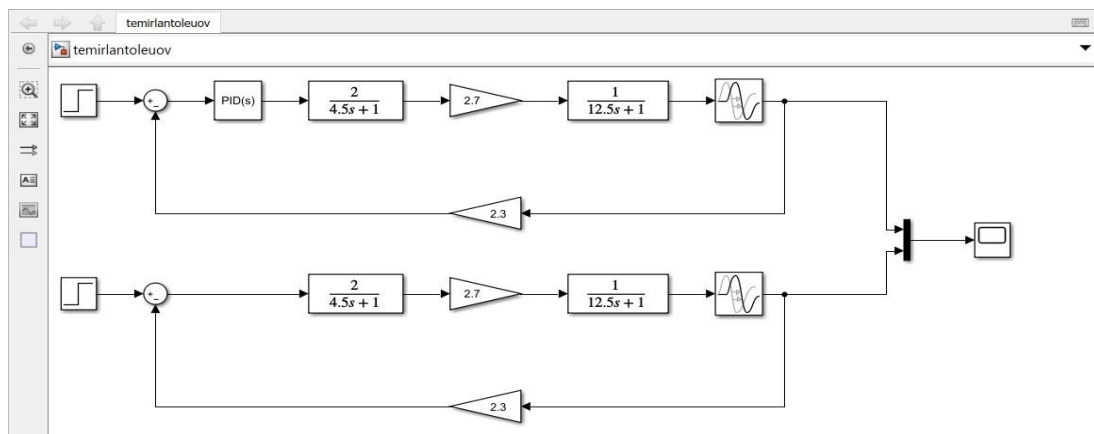 temirlantoleuov
temirlantoleuov
+
-
PID(s)
2
4.5s + 1
2.7
1
12.5s + 1
2.3
+
-
2
4.5s + 1
2.7
1
12.5s + 1
2.3